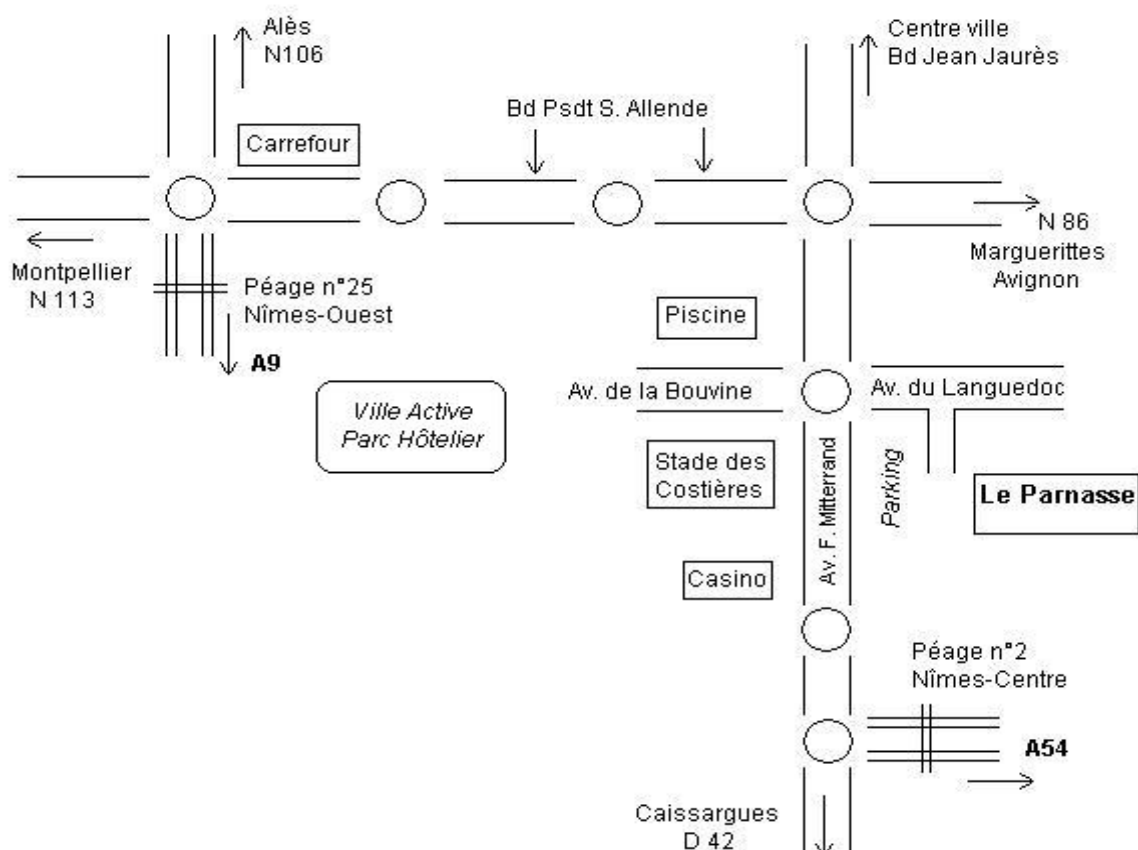 Alès
N106
Centre ville
Bd Jean Jaurès
Bd Psdt S. Allende
Carrefour
N 86
Marguerittes
Avignon
Montpellier
N 113
Péage n°25
Nîmes-Ouest
A9
Piscine
Av. de la Bouvine
Av. du Languedoc
Ville Active
Parc Hôtelier
Stade des
Costières
Av. F. Mitterrand
Parking
Le Parnasse
Casino
Péage n°2
Nîmes-Centre
A54
Caissargues
D 42